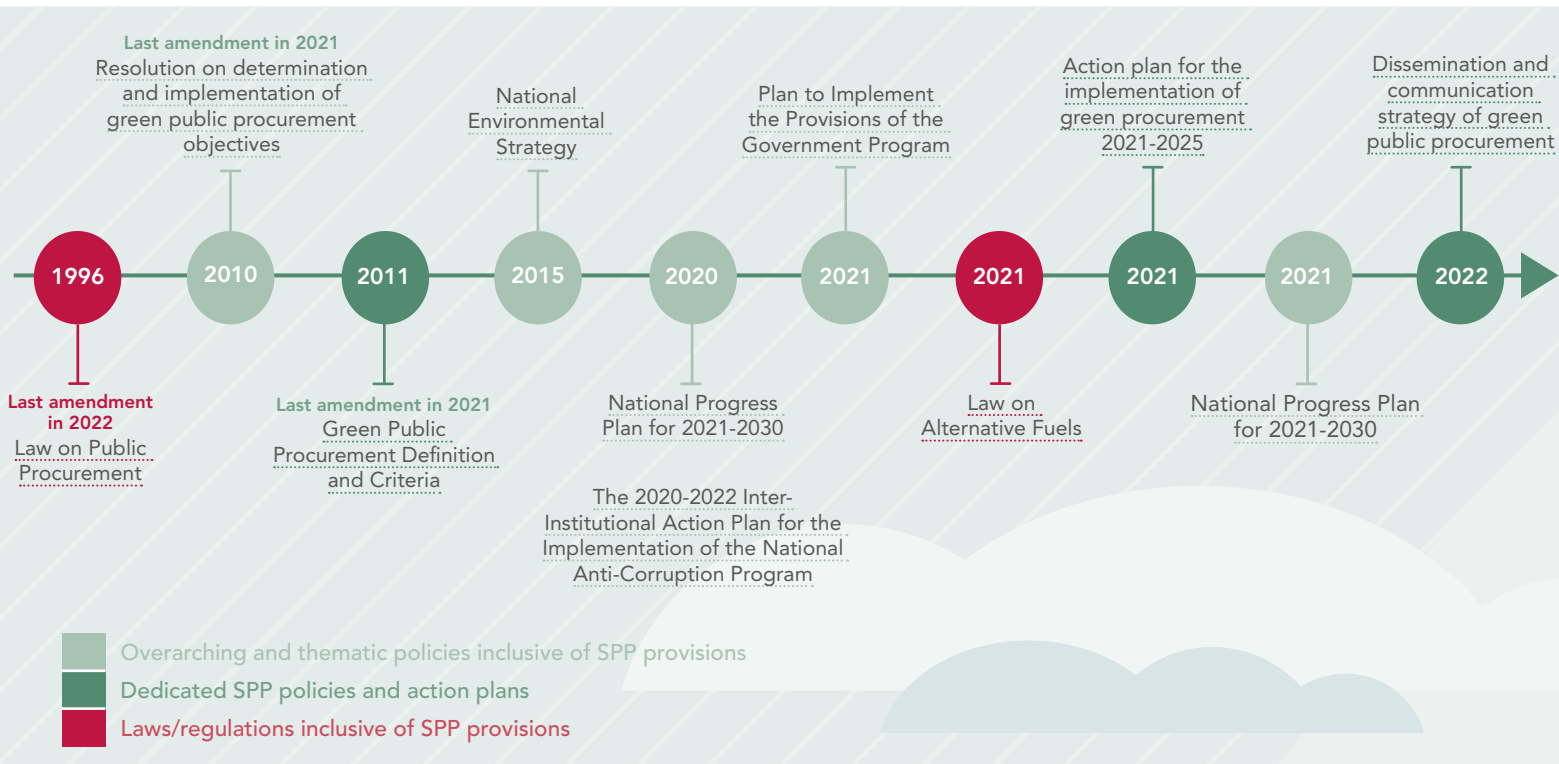 Last amendment in 2021
Resolution on determination
and implementation of
green public procurement
objectives
National
Environmental
Strategy
Plan to Implement
the Provisions of the
Government Program
Action plan for the
implementation of
green procurement
2021-2025
Dissemination and
communication
strategy of green
public procurement
1996
2010
2011
2015
2020
2021
2021
2021
2021
2022
Last amendment
in 2022
Law on Public
Procurement
Last amendment in 2021
Green Public
Procurement Definition
and Criteria
National Progress
Plan for 2021-2030
The 2020-2022 Inter-
Institutional Action Plan for the
Implementation of the National
Anti-Corruption Program
Law on
Alternative Fuels
National Progress Plan
for 2021-2030
Overarching and thematic policies inclusive of SPP provisions
Dedicated SPP policies and action plans
Laws/regulations inclusive of SPP provisions